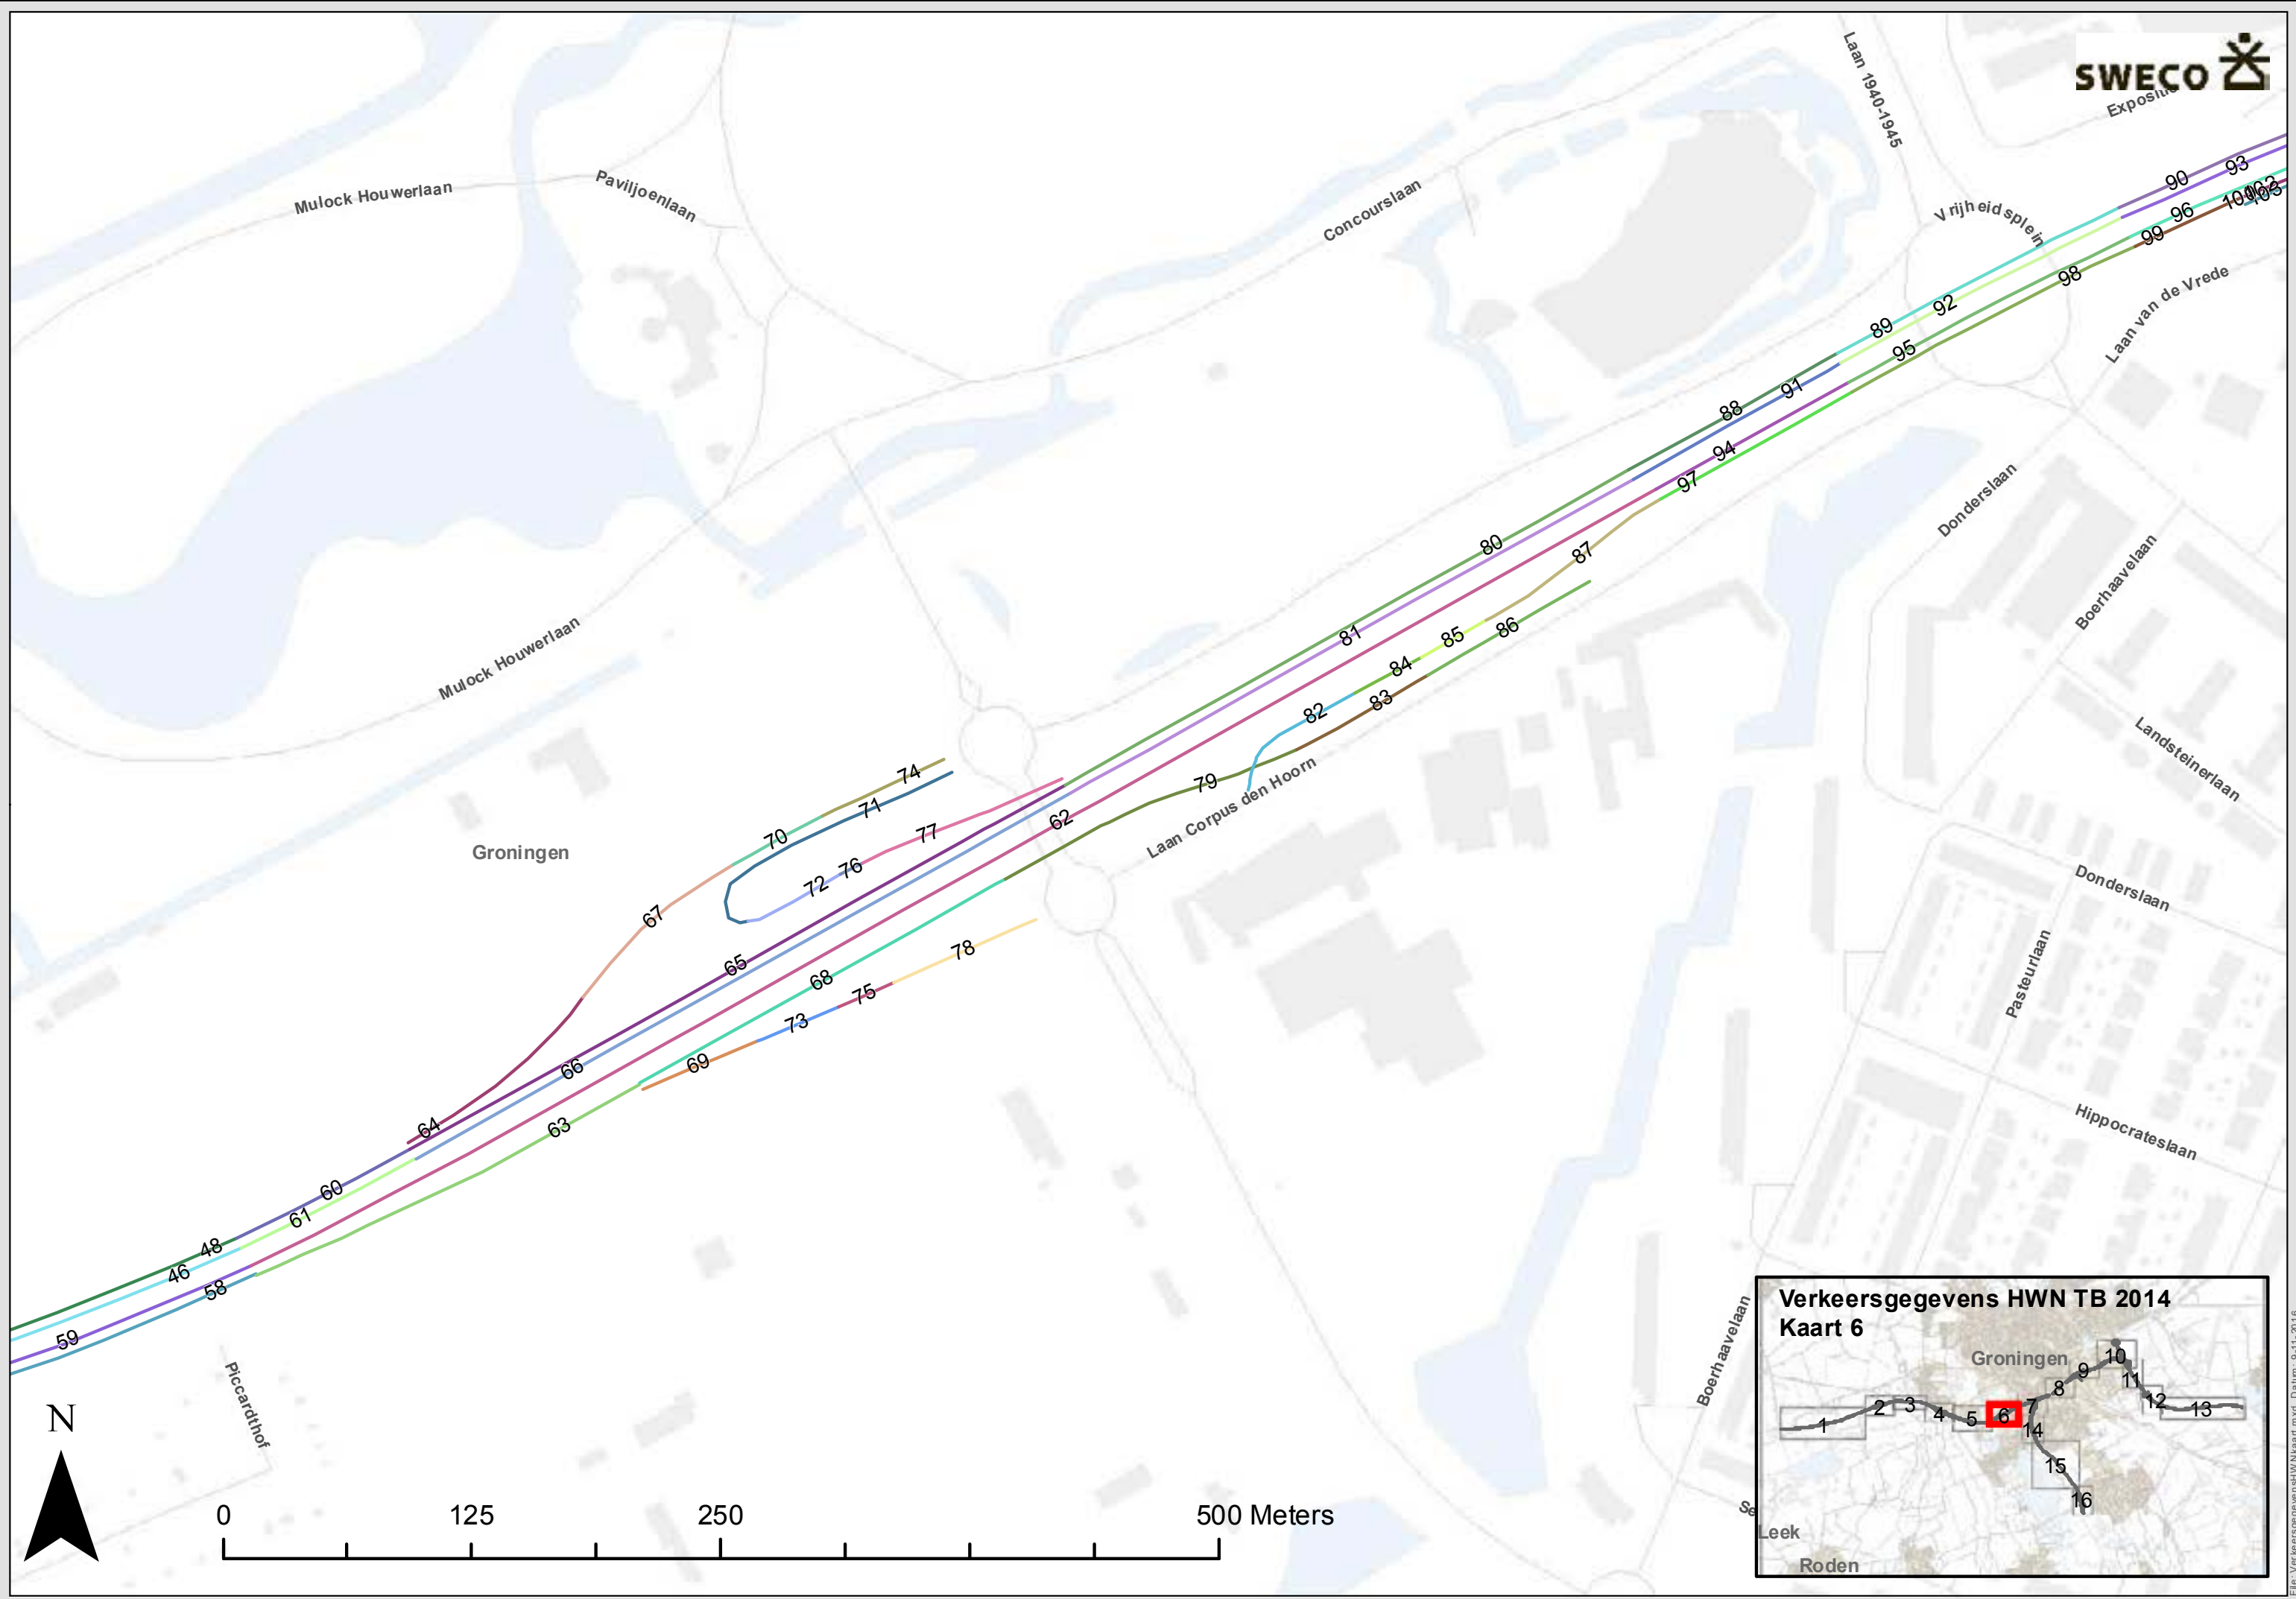 SWECO
Laan 1940-1945
Mulock Houwerlaan
Paviljoenlaan
Concourslaan
Vrijheidsplein
Laan van de Vrede
90
93
96
99
98
89
92
95
88
91
94
97
Donderslaan
Boerhaavelaan
80
87
81
85
86
84
83
82
Mulock Houwerlaan
Landsteinerlaan
74
71
79
62
77
70
Laan Corpus den Hoorn
Groningen
76
72
67
Donderslaan
78
65
68
75
73
Pasteurlaan
66
69
64
63
Hippocrateslaan
60
61
48
46
58
59
Piccardthof
Boerhaavelaan
N
0 125 250 500 Meters
Verkeersgegevens HWN TB 2014
Kaart 6
Groningen
1
2
3
4
5
6
7
8
9
10
11
12
13
14
15
16
Leek
Roden